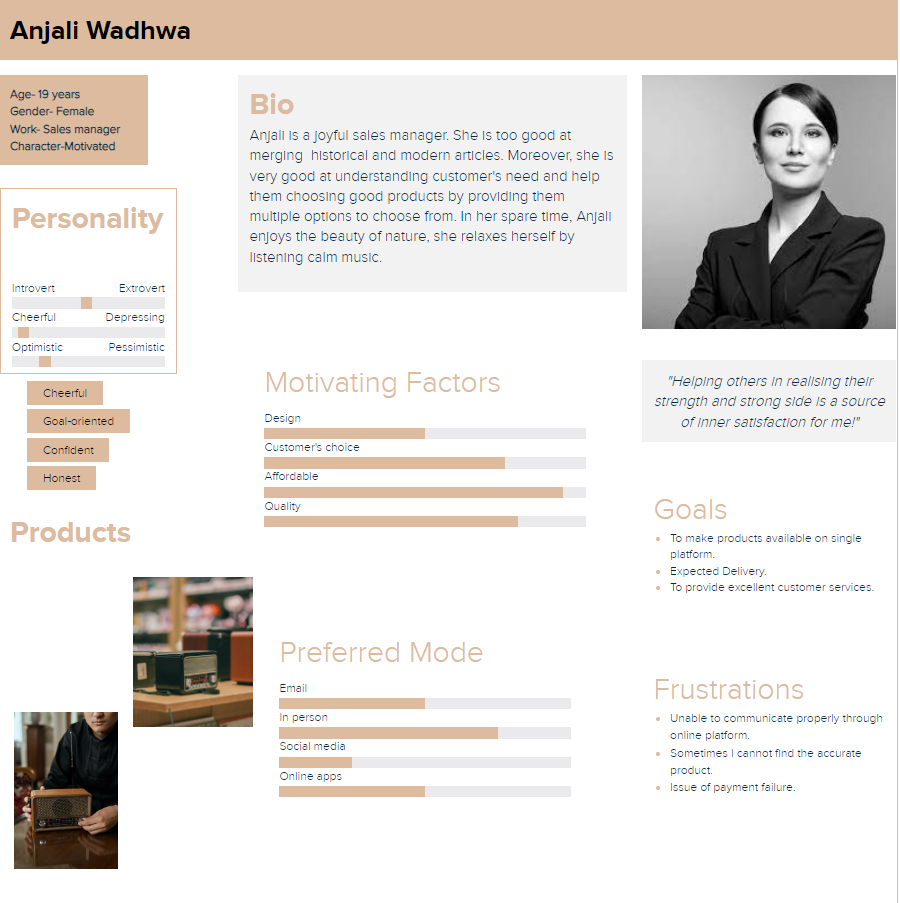 Anjali Wadhwa
Age- 19 years
Gender- Female
Work- Sales manager
Character-Motivated
Personality
Introvert Extrovert
Cheerful Depressing
Optimistic Pessimistic
Cheerful
Goal-oriented
Confident
Honest
Products
Bio
Anjali is a joyful sales manager. She is too good at
merging historical and modern articles. Moreover, she is
very good at understanding customer's need and help
them choosing good products by providing them
multiple options to choose from. In her spare time, Anjali
enjoys the beauty of nature, she relaxes herself by
listening calm music.
Motivating Factors
Design
Customer's choice
Affordable
Quality
Preferred Mode
Email
In person
Social media
Online apps
"Helping others in realising their
strength and strong side is a source
of inner satisfaction for me!"
Goals
• To make products available on single
platform.
• Expected Delivery.
• To provide excellent customer services.
Frustrations
• Unable to communicate properly through
online platform.
• Sometimes I cannot find the accurate
product.
• Issue of payment failure.